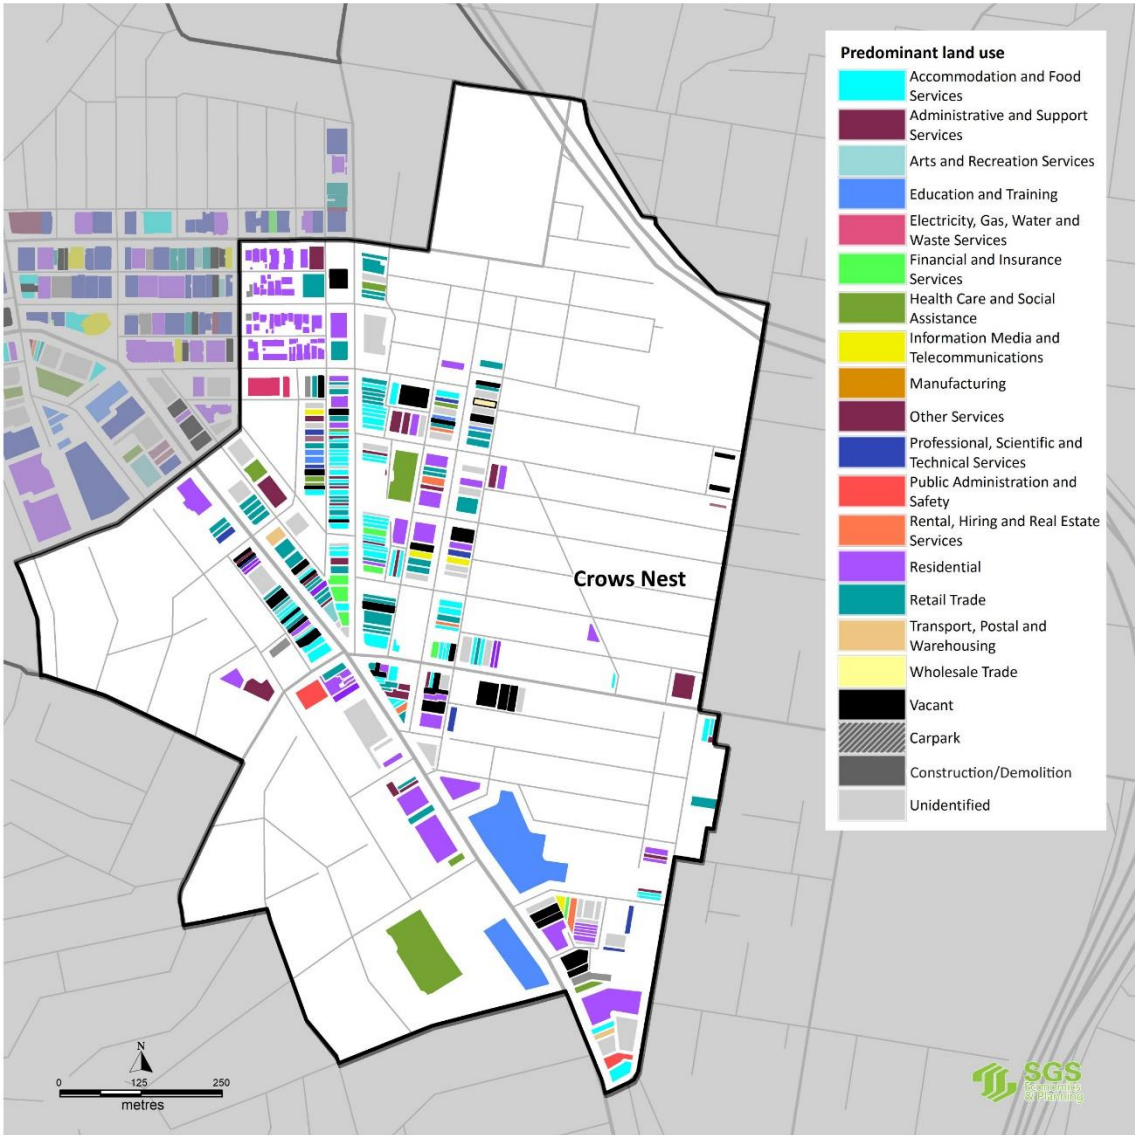 Predominant land use
Accommodation and Food
Services
Administrative and Support
Services
Arts and Recreation Services
Education and Training
Electricity, Gas, Water and
Waste Services
Financial and Insurance
Services
Health Care and Social
Assistance
Information Media and
Telecommunications
Manufacturing
Other Services
Professional, Scientific and
Technical Services
Public Administration and
Safety
Rental, Hiring and Real Estate
Services
Residential
Retail Trade
Transport, Postal and
Warehousing
Wholesale Trade
Vacant
Carpark
Construction/Demolition
Unidentified
Crows Nest
N
0 125 250
metres
SGS
Economics
& Planning